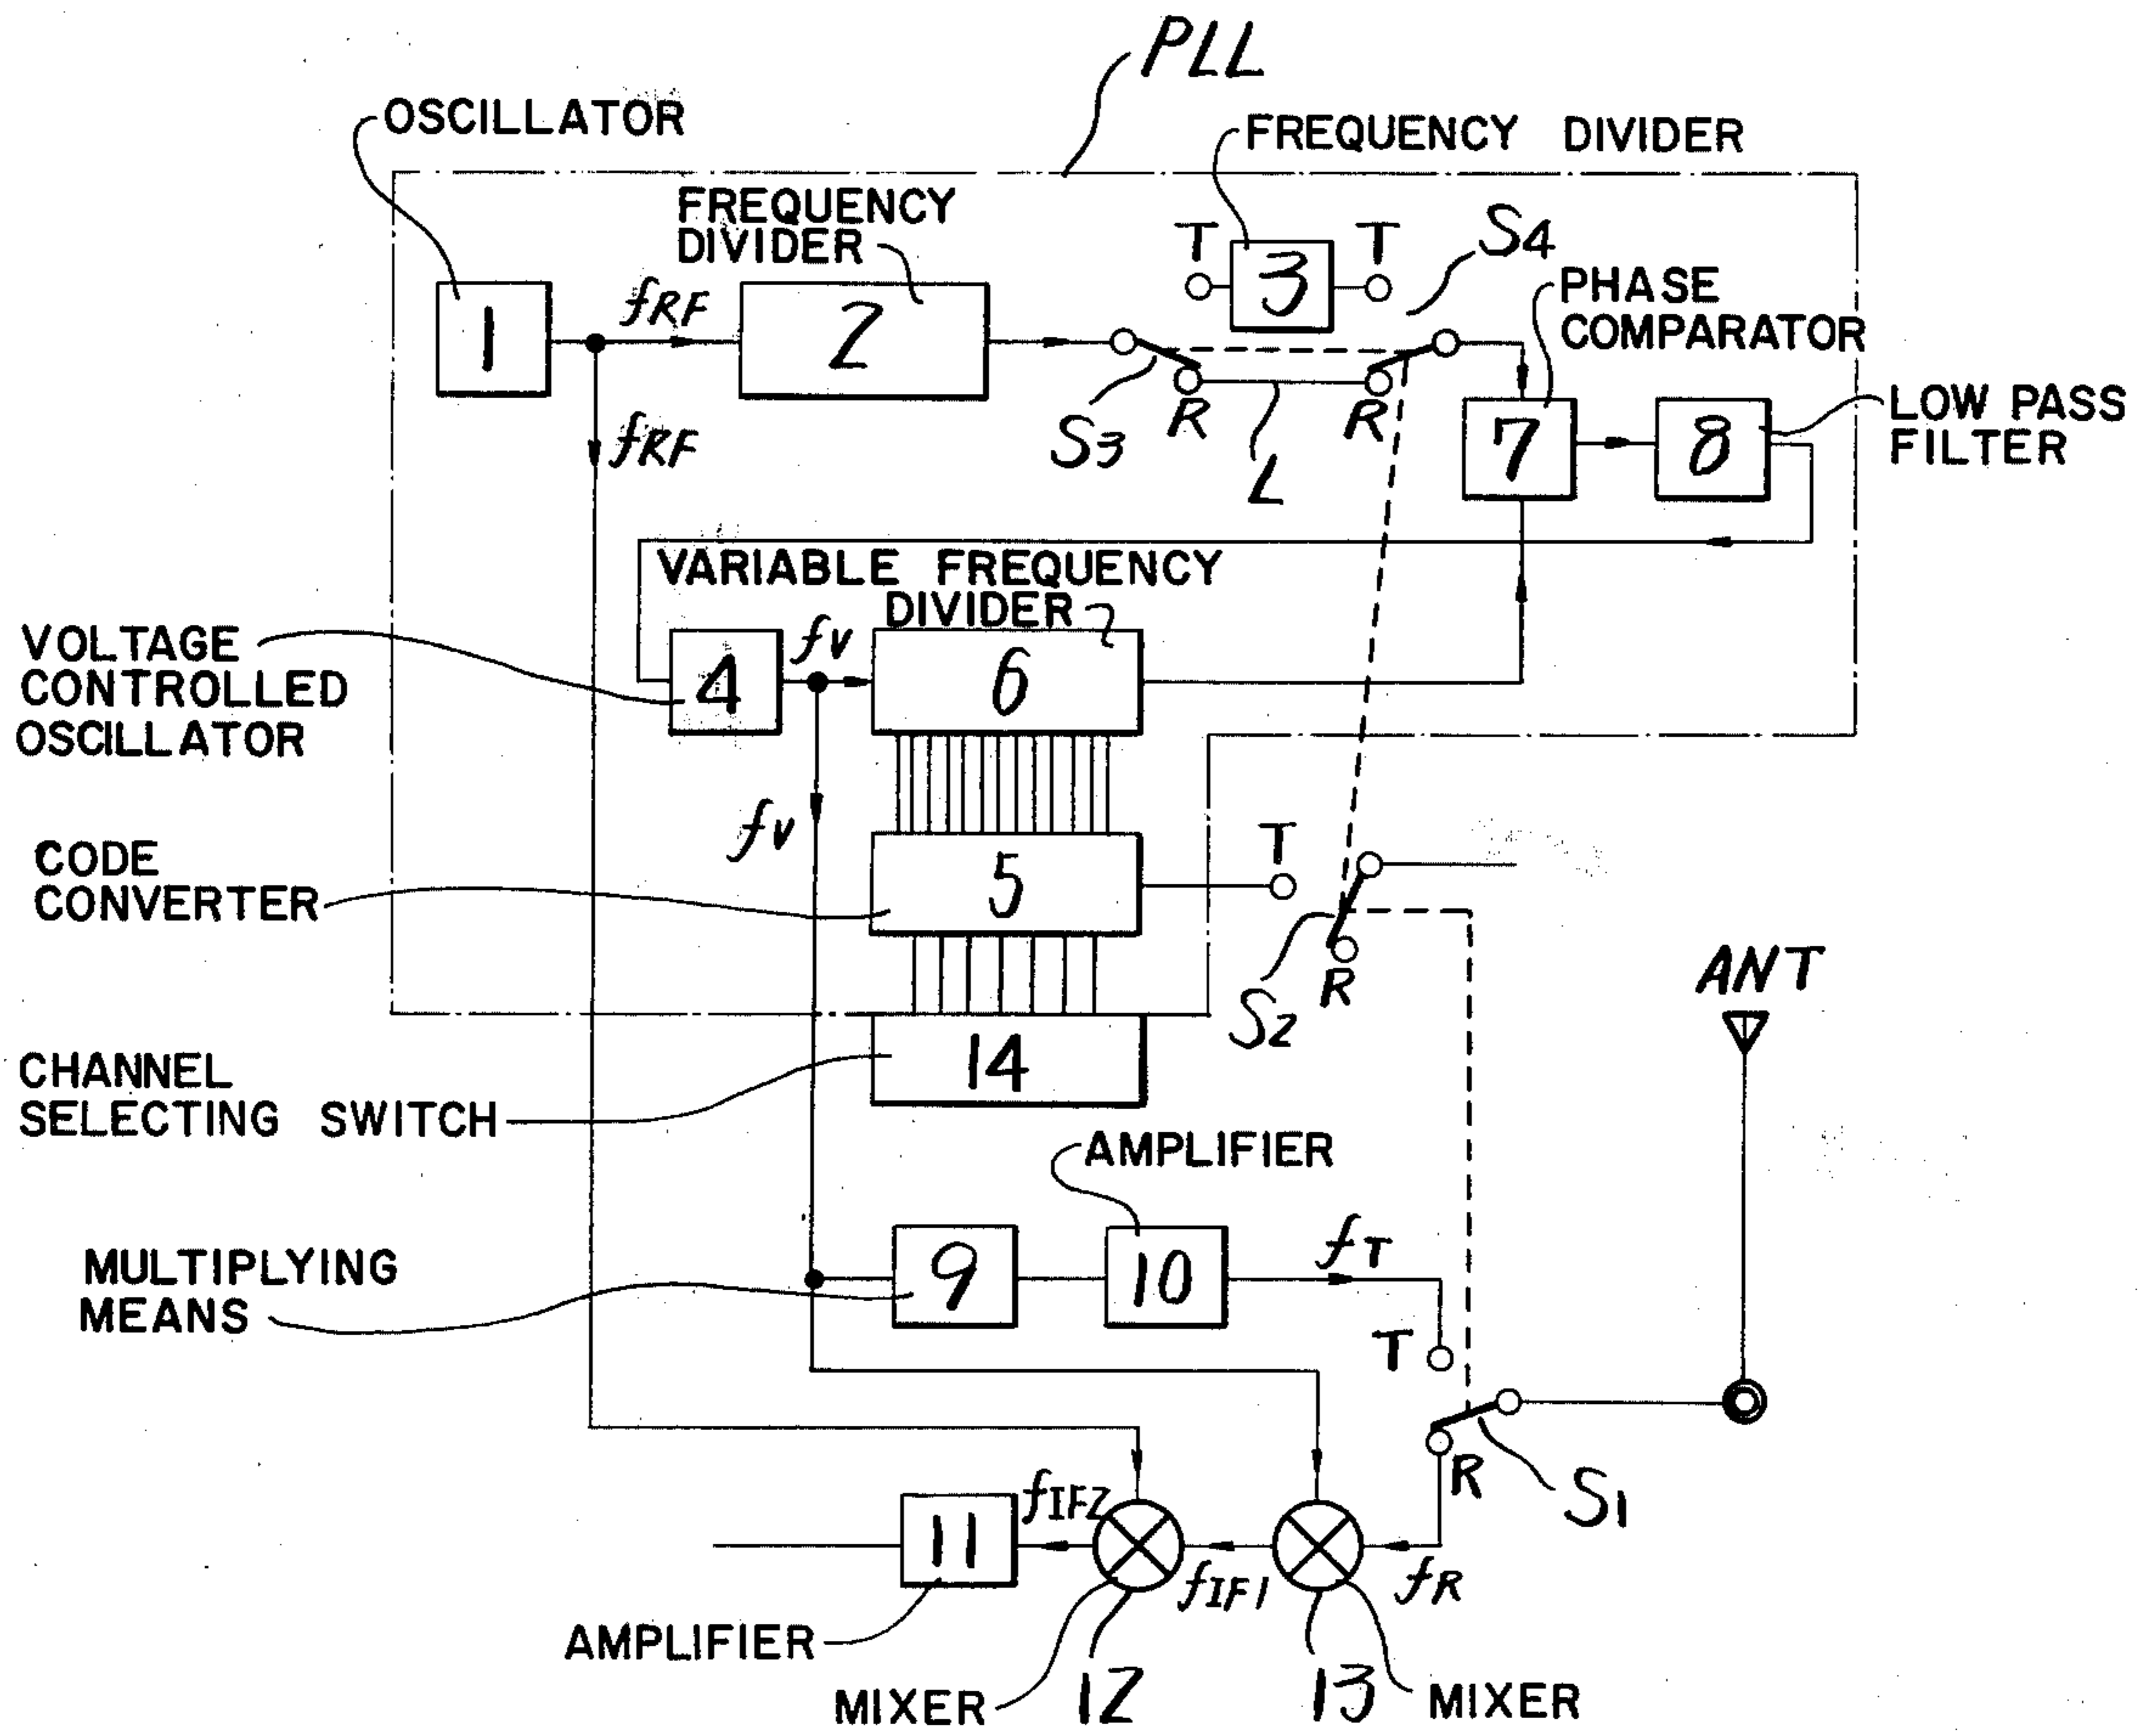 PLL
OSCILLATOR
FREQUENCY DIVIDER
FREQUENCY
DIVIDER
T
T
S4
3
PHASE
COMPARATOR
1
fRF
2
fRF
S3
R
L
R
7
8
LOW PASS
FILTER
VARIABLE FREQUENCY
DIVIDER
VOLTAGE
CONTROLLED
OSCILLATOR
4
fV
6
fV
CODE
CONVERTER
5
T
S2
R
ANT
CHANNEL
SELECTING SWITCH
14
AMPLIFIER
MULTIPLYING
MEANS
9
10
fT
T
R
S1
11
fIF2
fIF1
fR
AMPLIFIER
MIXER
12
13
MIXER